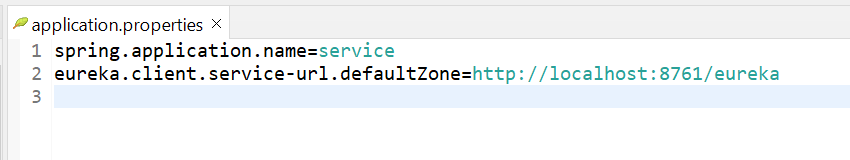 application.properties
1 spring.application.name=service
2 eureka.client.service-url.defaultZone=http://localhost:8761/eureka
3